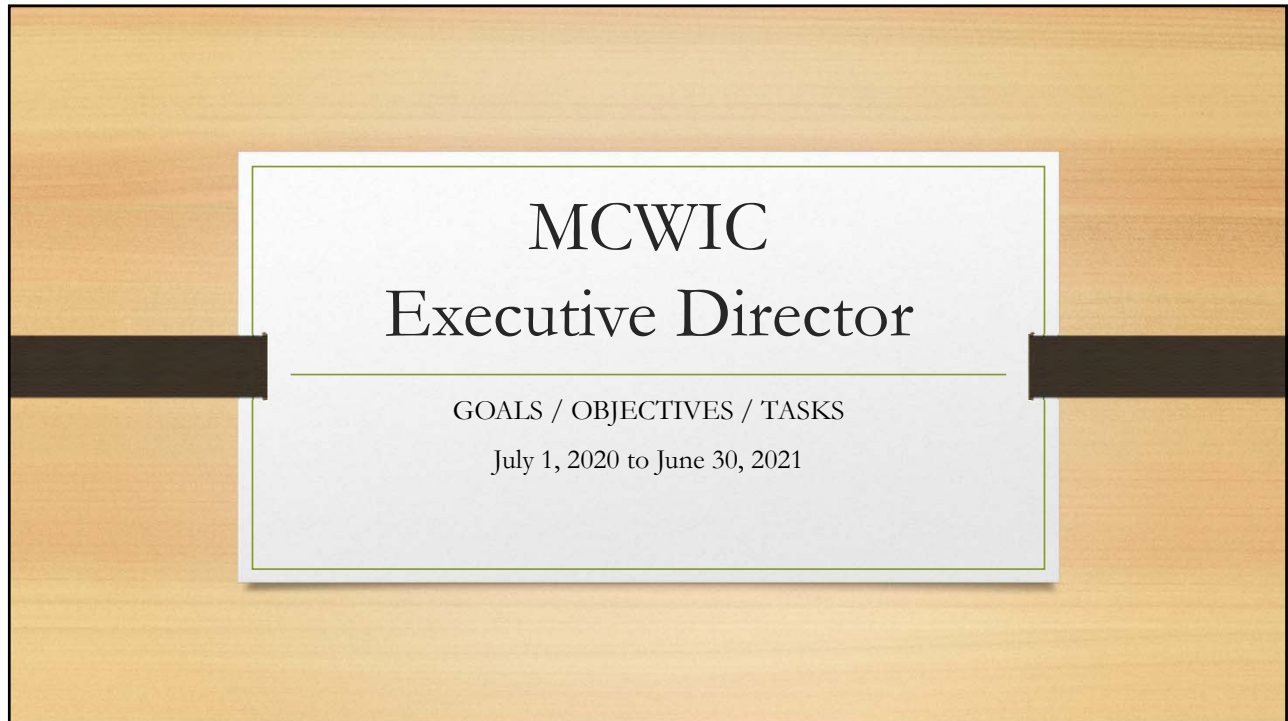 MCWIC
Executive Director
GOALS / OBJECTIVES / TASKS
July 1, 2020 to June 30, 2021